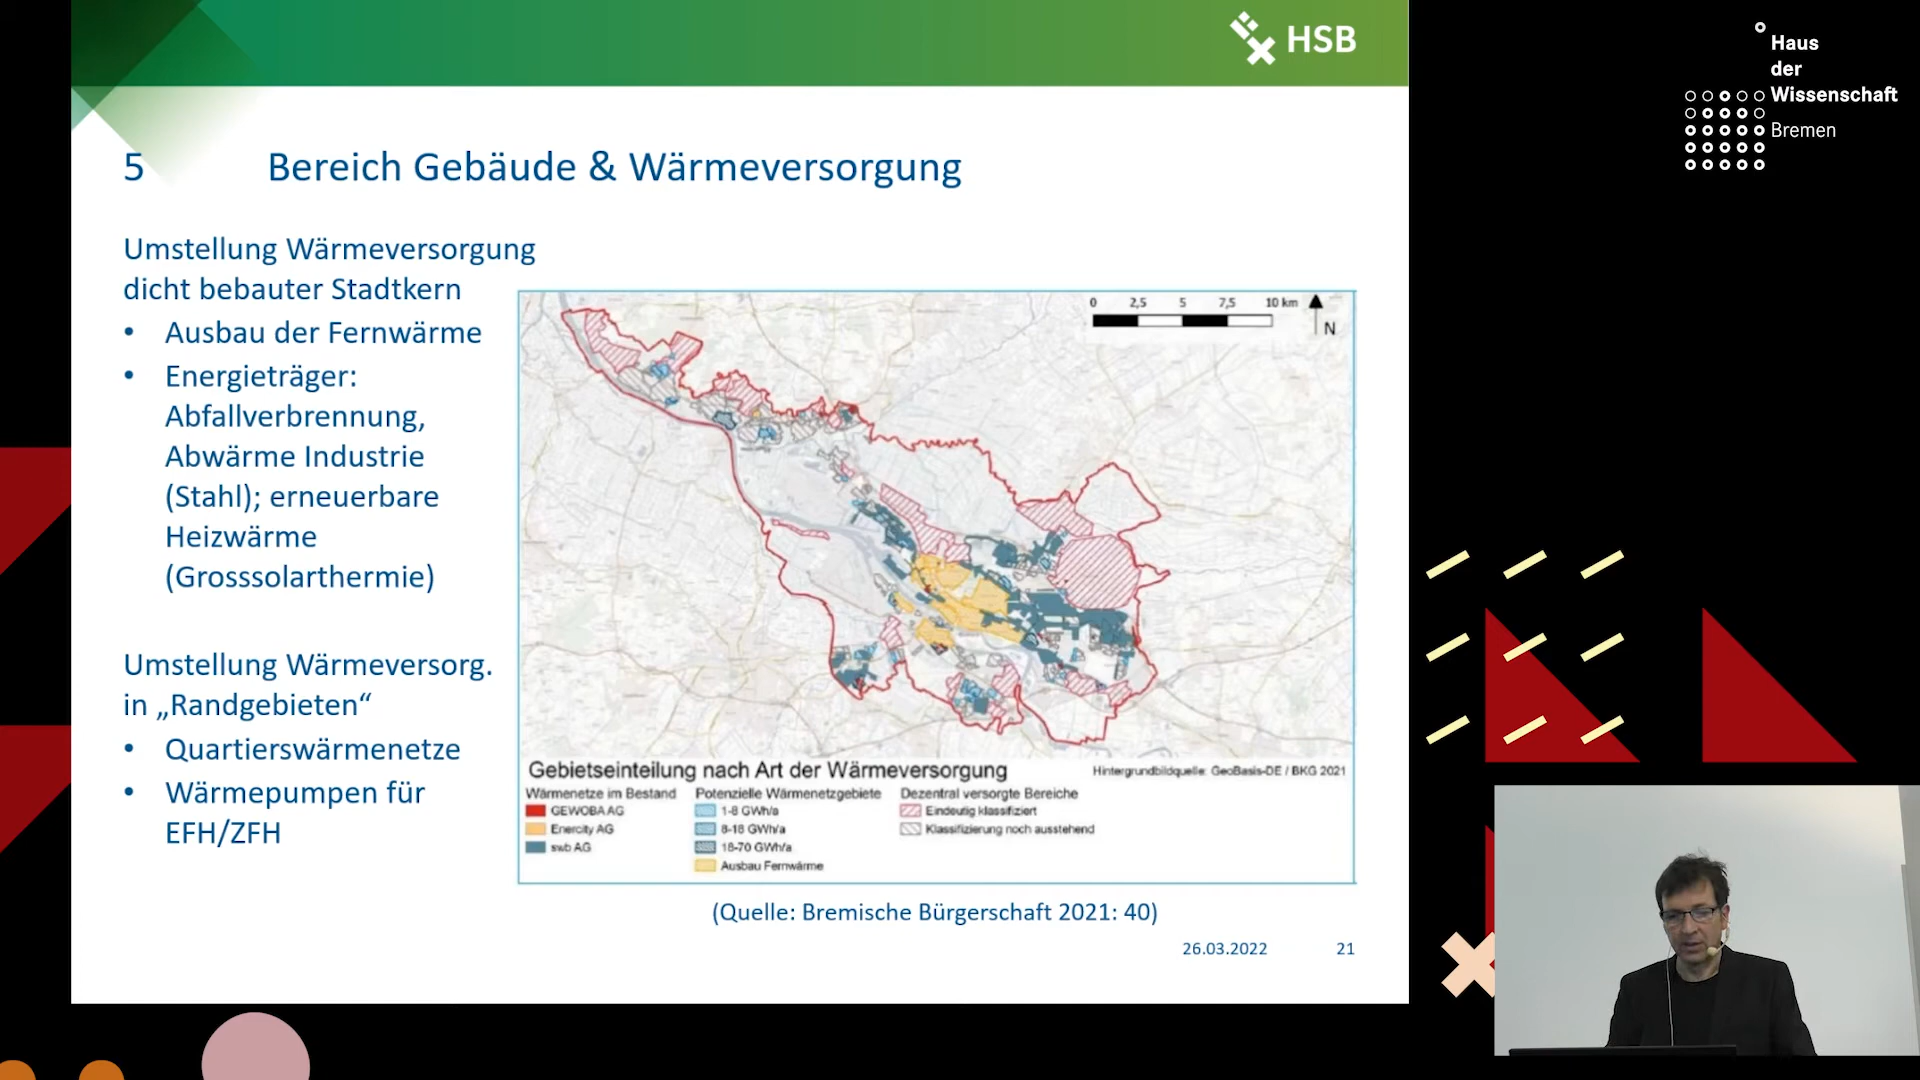 HSB
Haus
der
Wissenschaft
Bremen
5 Bereich Gebäude & Wärmeversorgung
Umstellung Wärmeversorgung
dicht bebauter Stadtkern
• Ausbau der Fernwärme
• Energieträger:
Abfallverbrennung,
Abwärme Industrie
(Stahl); erneuerbare
Heizwärme
(Grosssolarthermie)
Umstellung Wärmeversorg.
in „Randgebieten“
• Quartierswärmenetze
• Wärmepumpen für
EFH/ZFH
0 2,5 5 7,5 10 km
N
Gebietseinteilung nach Art der Wärmeversorgung
Hintergrundbildquelle: GeoBasis-DE / BKG 2021
Wärmenetze im Bestand
GEWOBA AG
Enercity AG
swb AG
Potenzielle Wärmenetzgebiete
1-8 GWh/a
8-18 GWh/a
18-70 GWh/a
Ausbau Fernwärme
Dezentral versorgte Bereiche
Eindeutig klassifiziert
Klassifizierung noch ausstehend
(Quelle: Bremische Bürgerschaft 2021: 40)
26.03.2022 21